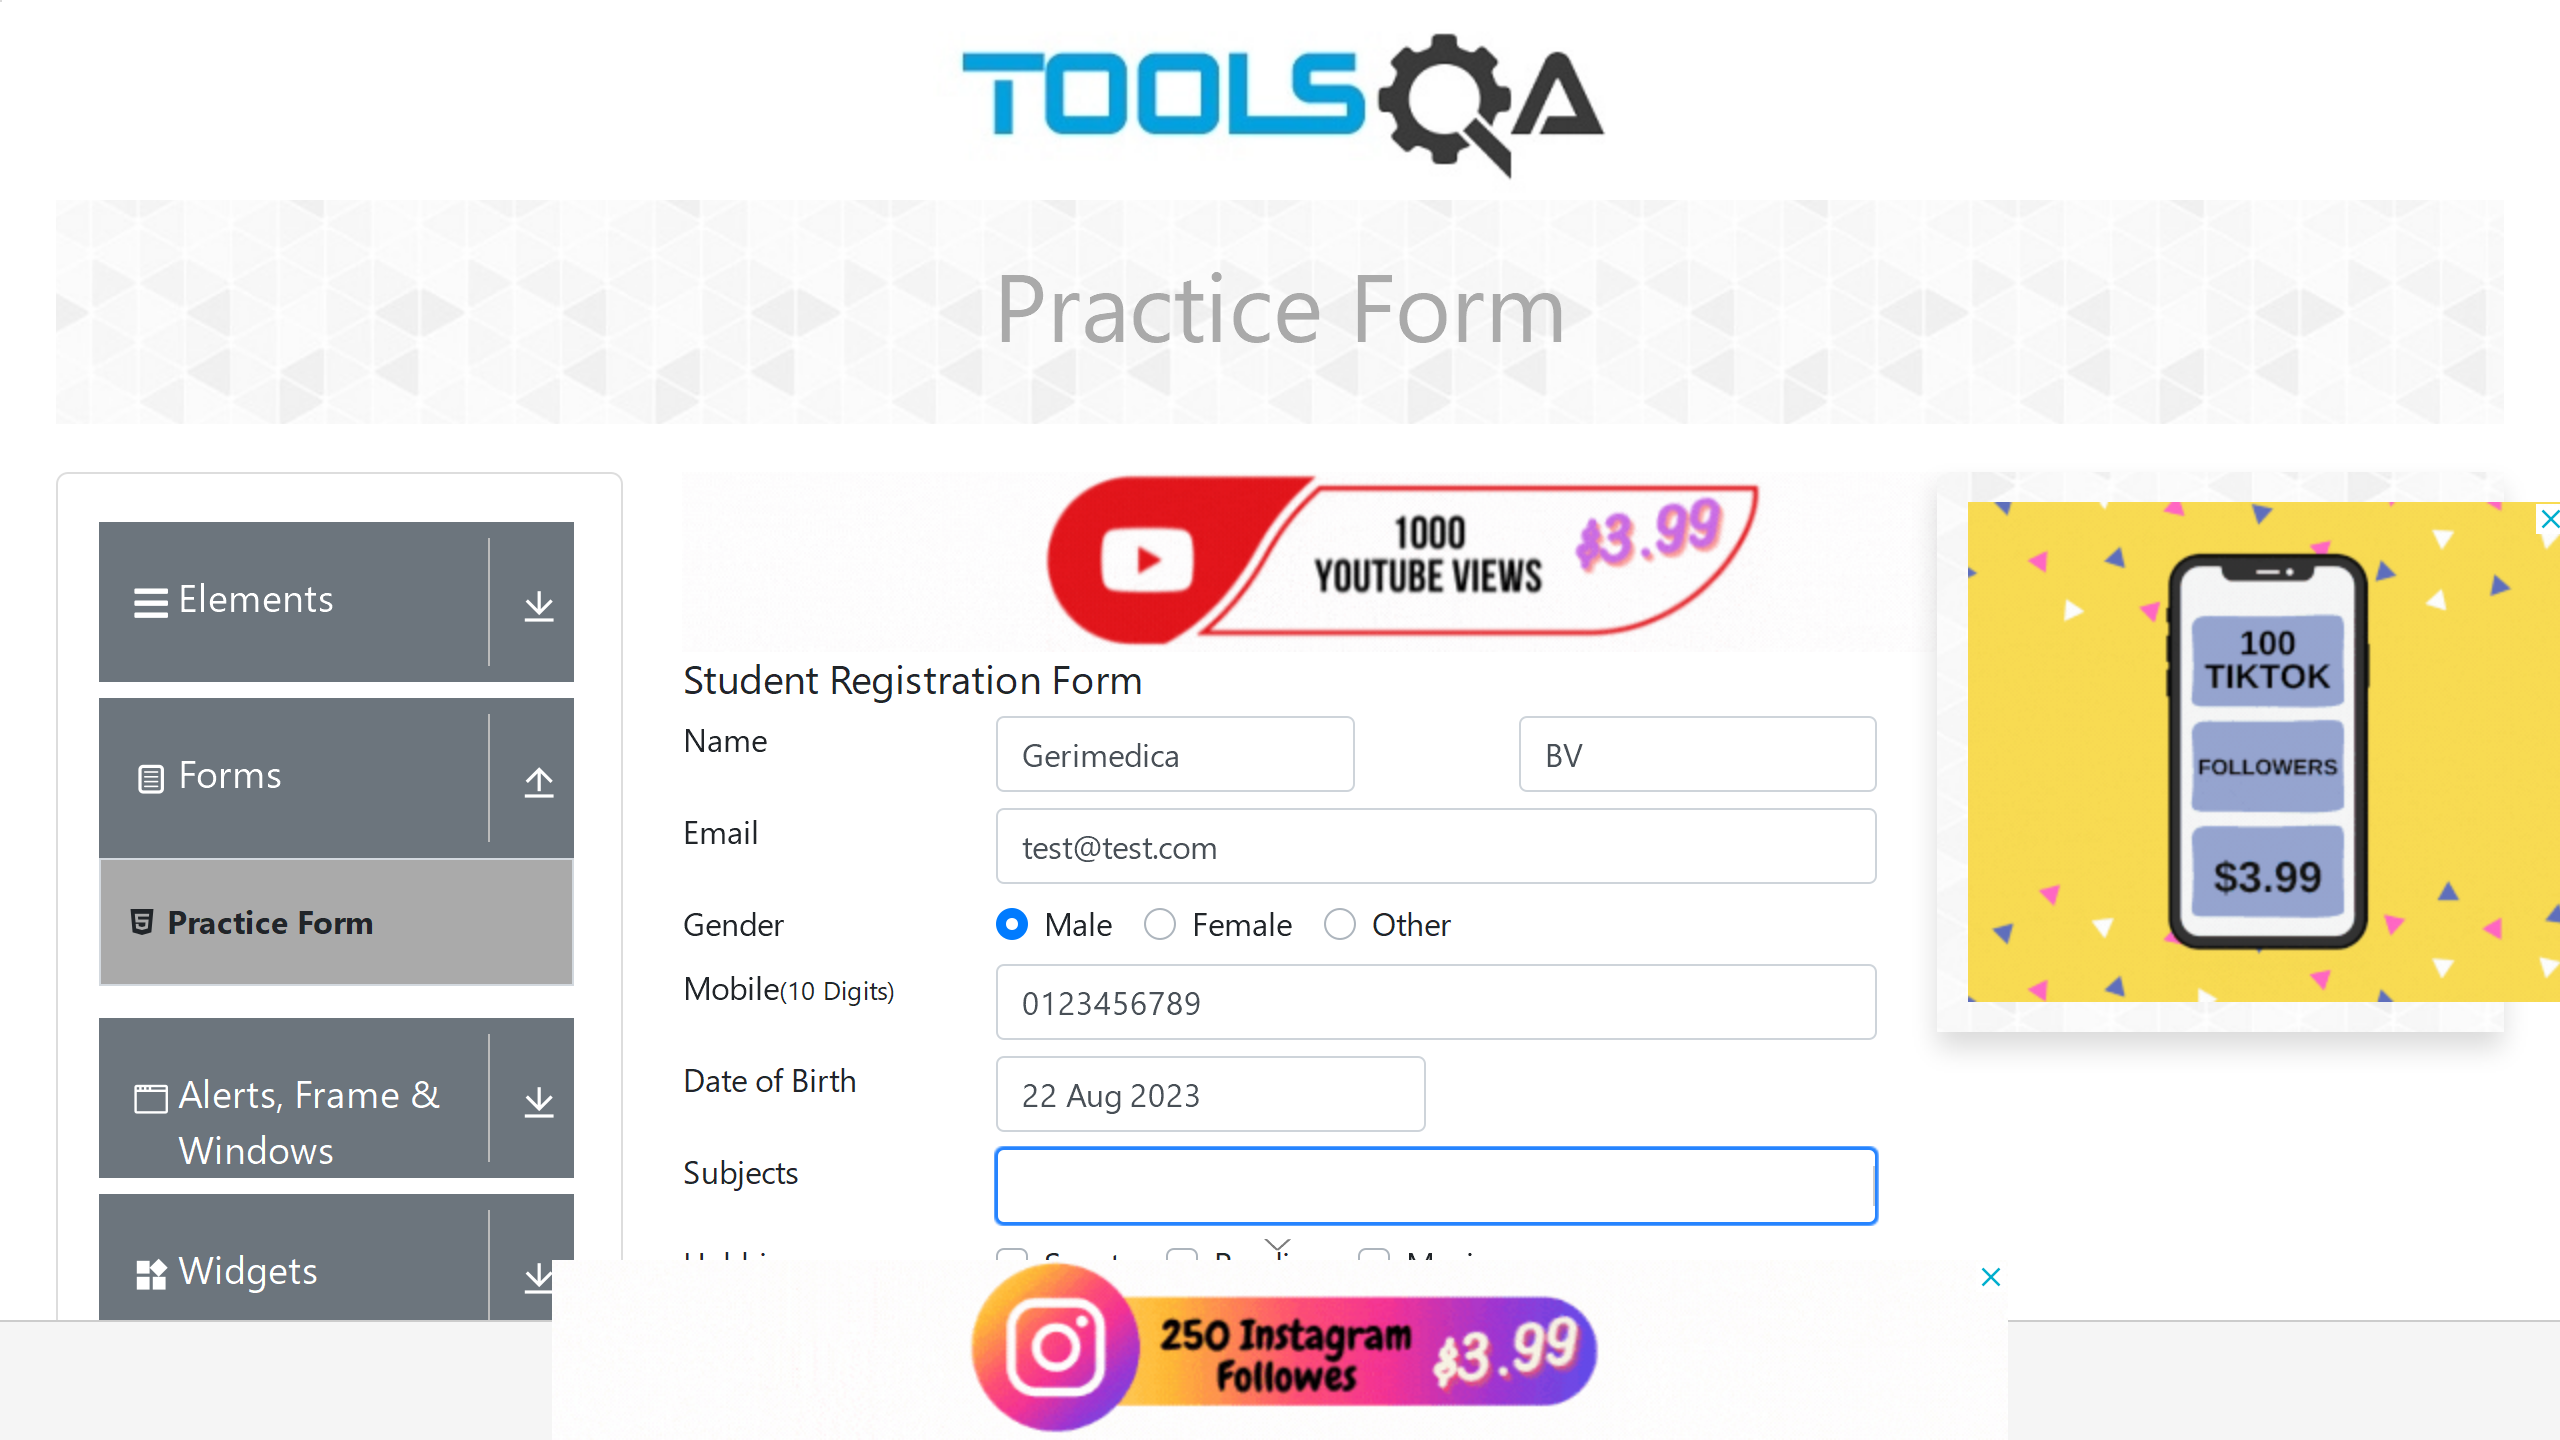 TOOLSQA
Practice Form
Elements
Forms
Practice Form
Alerts, Frame &
Windows
Widgets
1000
YOUTUBE VIEWS
$3.99
Student Registration Form
Name
Gerimedica
BV
Email
test@test.com
Gender
Male
Female
Other
Mobile(10 Digits)
0123456789
Date of Birth
22 Aug 2023
Subjects
100
TIKTOK
FOLLOWERS
$3.99
250 Instagram
Followes
$3.99